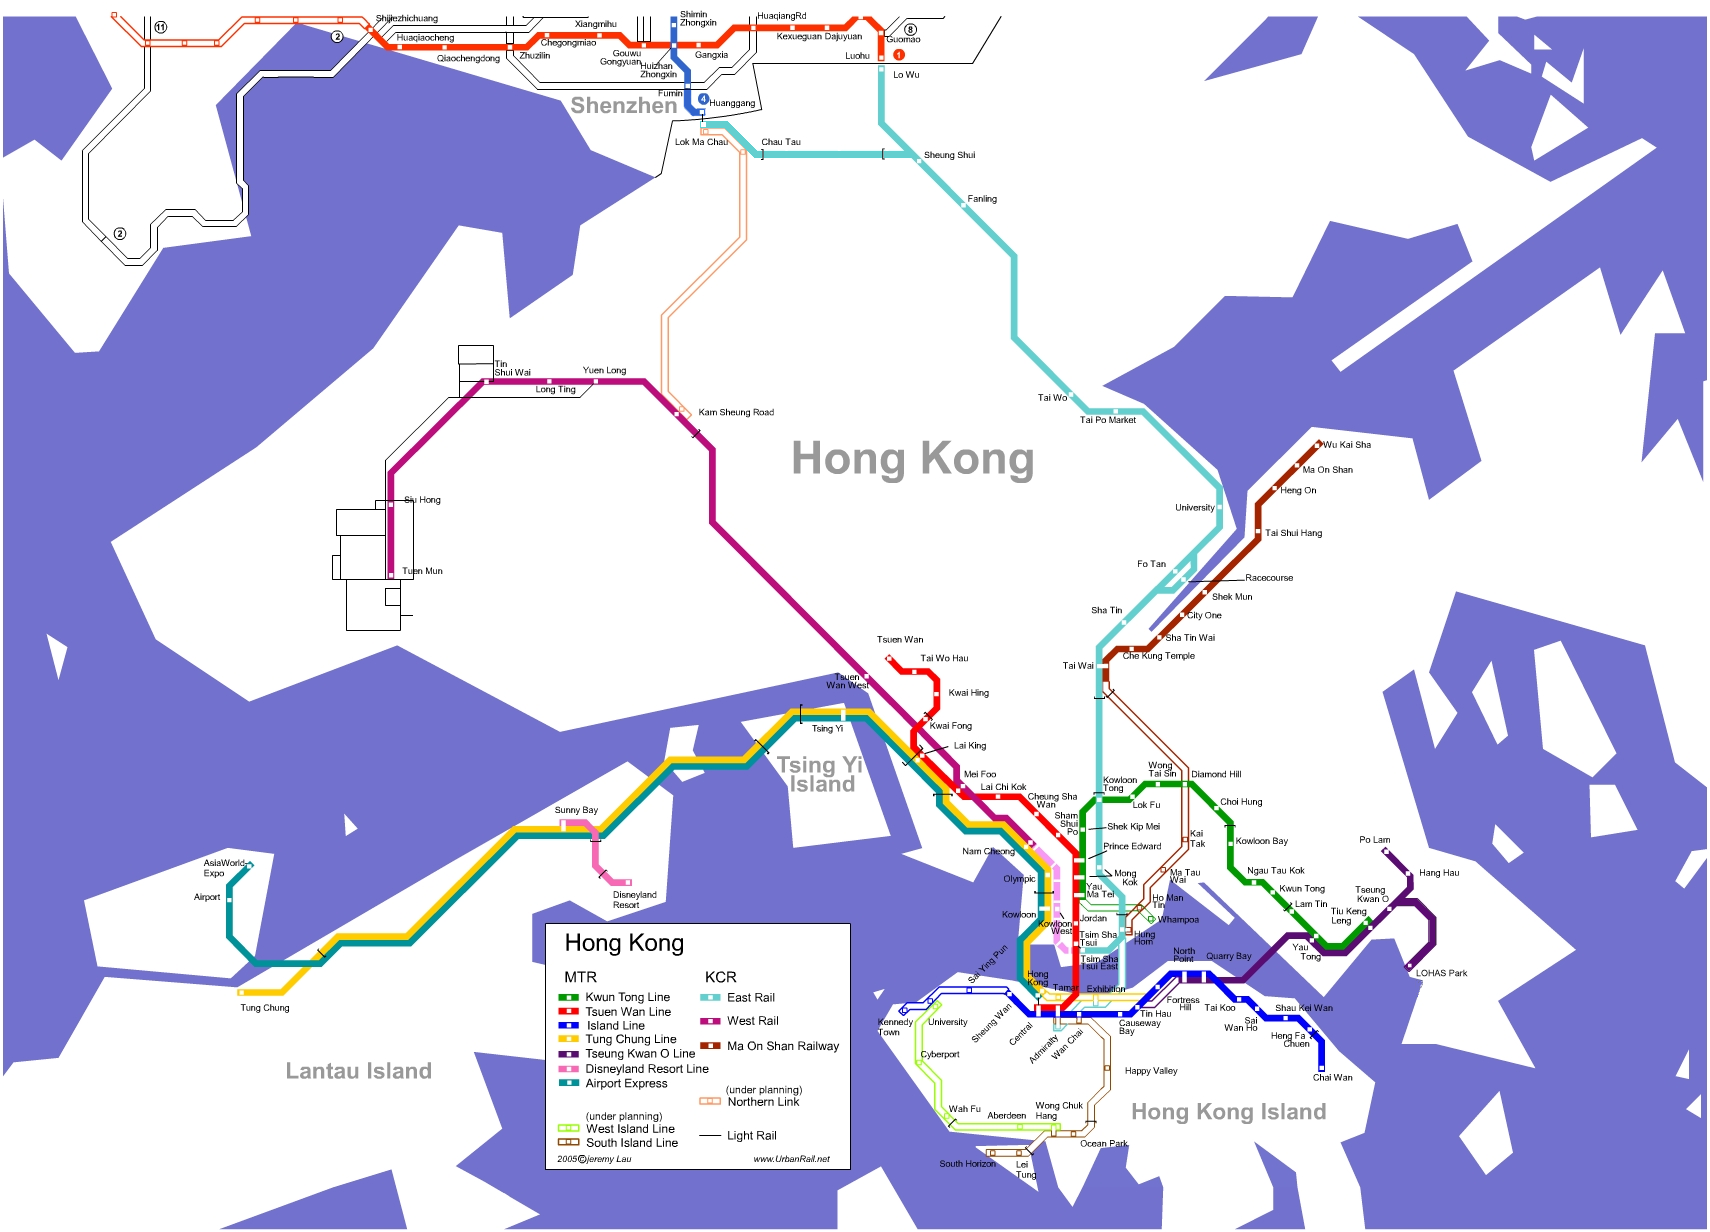 11
2
Shijiezhichuang
Huaqiaocheng
Qiaochengdong
Zhuzilin
Chegongmiao
Xiangmihu
Gouwu
Gongyuan
Shimin
Zhongxin
Huizhan
Zhongxin
Gangxia
HuaqiangRd
Kexueguan
Dajuyuan
Guomao
8
Luohu
1
Lo Wu
Fumin
4
Huanggang
Shenzhen
Lok Ma Chau
Chau Tau
Sheung Shui
Fanling
2
Tin
Shui Wai
Long Ting
Yuen Long
Kam Sheung Road
Tai Wo
Tai Po Market
Hong Kong
Siu Hong
Tuen Mun
University
Wu Kai Sha
Ma On Shan
Heng On
Tai Shui Hang
Fo Tan
Racecourse
Shek Mun
City One
Sha Tin
Sha Tin Wai
Che Kung Temple
Tai Wai
Tsuen Wan
Tai Wo Hau
Tsuen
Wan West
Kwai Hing
Kwai Fong
Lai King
Tsing Yi
Tsing Yi
Island
Mei Foo
Lai Chi Kok
Cheung Sha
Wan
Sham
Shui
Po
Kowloon
Tong
Wong
Tai Sin
Diamond Hill
Lok Fu
Choi Hung
Shek Kip Mei
Prince Edward
Kai
Tak
Kowloon Bay
Nam Cheong
Mong
Kok
Ma Tau
Wai
Ngau Tau Kok
Kwun Tong
Lam Tin
Po Lam
Hang Hau
Tseung
Kwan O
Tiu Keng
Leng
Olympic
Yau
Ma Tei
Ho Man
Tin
Whampoa
Kowloon
Kowloon
West
Jordan
Tsim Sha
Tsui
Hung
Hom
Tsim Sha
Tsui East
Yau
Tong
LOHAS Park
Sunny Bay
Disneyland
Resort
AsiaWorld-
Expo
Airport
Tung Chung
Lantau Island
Sai Ying Pun
Hong
Kong
Tamar
Exhibition
North
Point
Quarry Bay
Kennedy
Town
University
Sheung Wan
Central
Admiralty
Wan Chai
Causeway
Bay
Tin Hau
Fortress
Hill
Tai Koo
Sai
Wan Ho
Shau Kei Wan
Heng Fa
Chuen
Chai Wan
Cyberport
Happy Valley
Wah Fu
Aberdeen
Wong Chuk
Hang
Ocean Park
South Horizon
Lei
Tung
Hong Kong Island
Hong Kong
MTR
Kwun Tong Line
Tsuen Wan Line
Island Line
Tung Chung Line
Tseung Kwan O Line
Disneyland Resort Line
Airport Express
(under planning)
West Island Line
South Island Line
KCR
East Rail
West Rail
Ma On Shan Railway
(under planning)
Northern Link
Light Rail
2005©jeremy Lau
www.UrbanRail.net